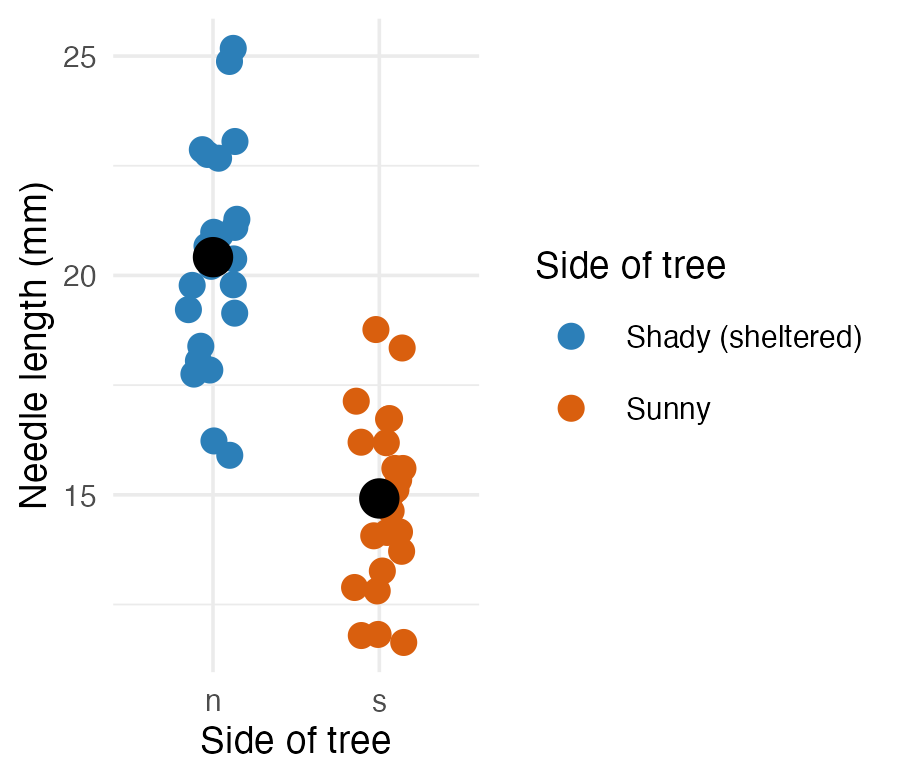 25
20
15
Needle length (mm)
n
s
Side of tree
Side of tree
Shady (sheltered)
Sunny